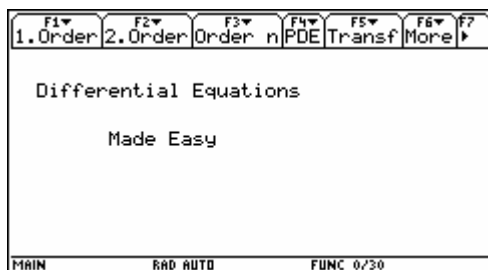 F1▼ F2▼ F3▼ F4▼ F5▼ F6▼ F7
1.Order 2.Order Order n PDE Transf More ▶
Differential Equations
Made Easy
MAIN RAD AUTO FUNC 0/30